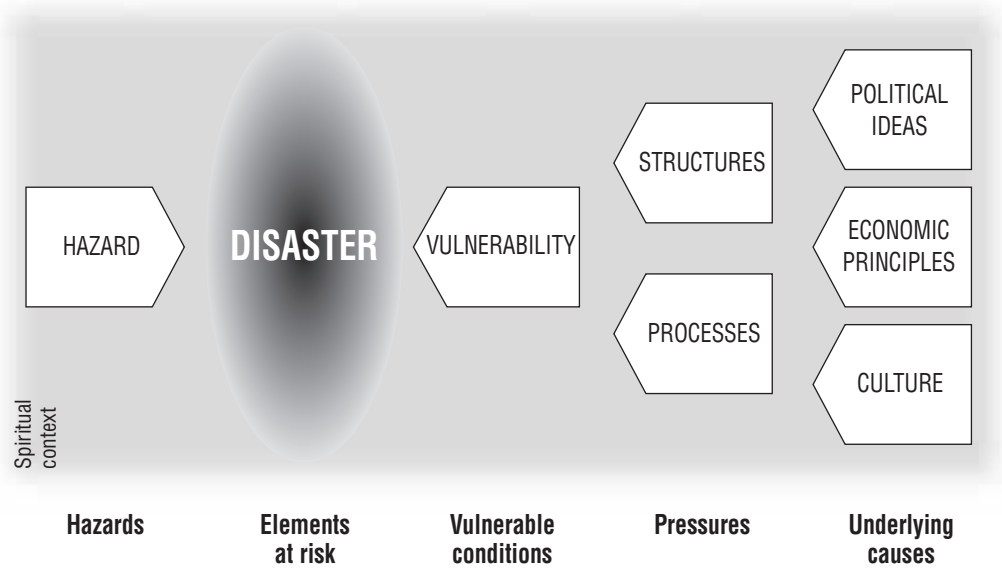 POLITICAL
IDEAS
STRUCTURES
HAZARD
DISASTER
VULNERABILITY
ECONOMIC
PRINCIPLES
PROCESSES
CULTURE
Spiritual
context
Hazards
Elements
at risk
Vulnerable
conditions
Pressures
Underlying
causes